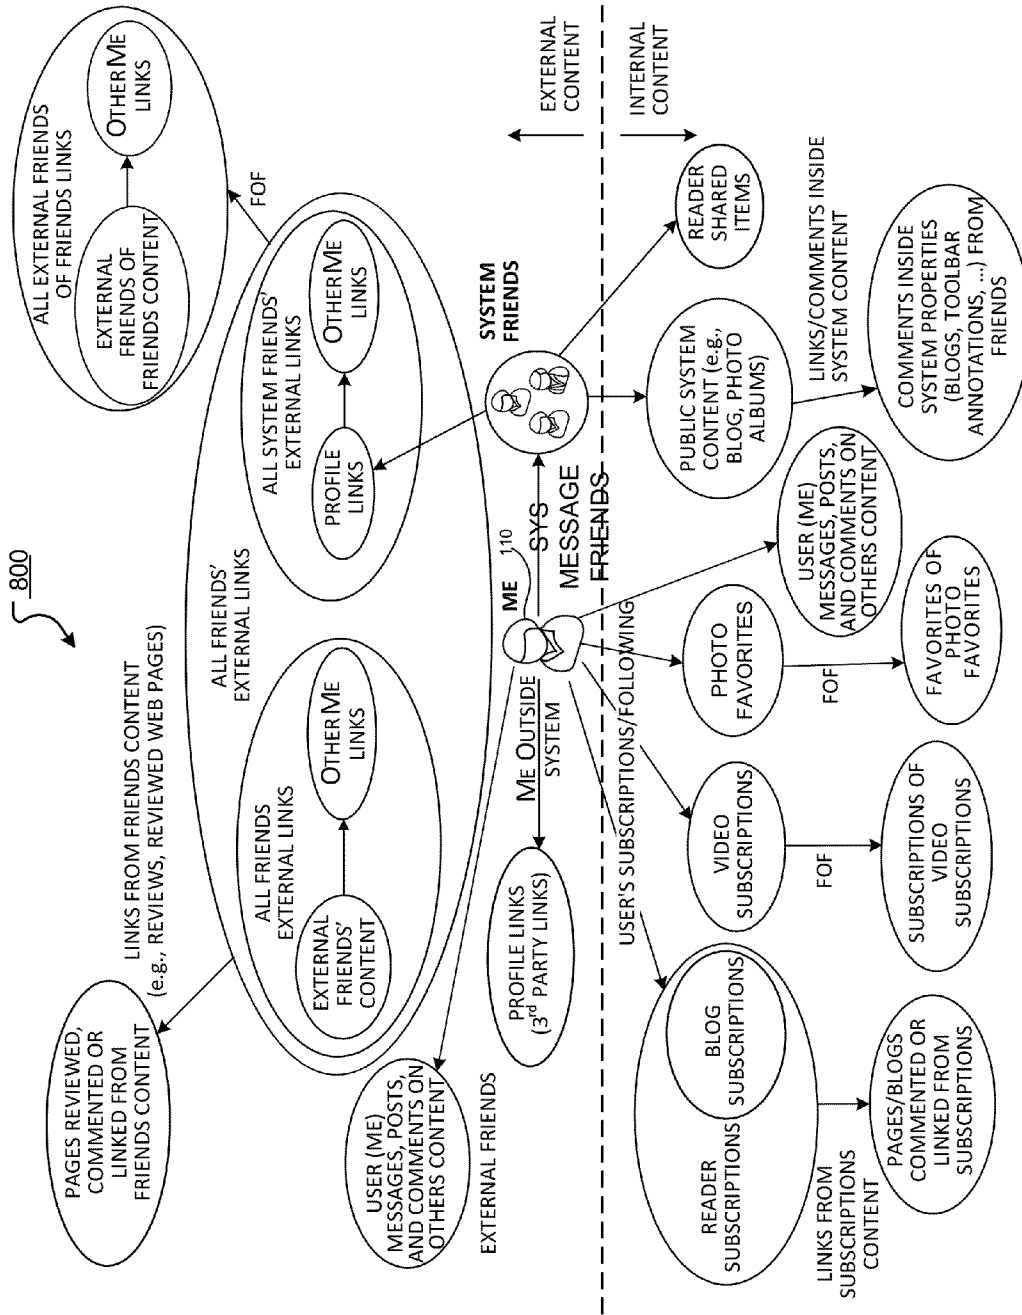 800
LINKS FROM FRIENDS CONTENT
(e.g., REVIEWS, REVIEWED WEB PAGES)
PAGES REVIEWED,
COMMENTED OR
LINKED FROM
FRIENDS CONTENT
ALL FRIENDS'
EXTERNAL LINKS
ALL FRIENDS
EXTERNAL LINKS
EXTERNAL
FRIENDS'
CONTENT
OTHER ME
LINKS
ALL SYSTEM FRIENDS'
EXTERNAL LINKS
PROFILE
LINKS
OTHER ME
LINKS
ALL EXTERNAL FRIENDS
OF FRIENDS LINKS
EXTERNAL
FRIENDS OF
FRIENDS CONTENT
OTHER ME
LINKS
FOF
USER (ME)
MESSAGES, POSTS,
AND COMMENTS ON
OTHERS CONTENT
EXTERNAL FRIENDS
PROFILE LINKS
(3rd PARTY LINKS)
ME OUTSIDE
SYSTEM
ME
110
SYS
MESSAGE
FRIENDS
SYSTEM
FRIENDS
EXTERNAL
CONTENT
INTERNAL
CONTENT
USER'S SUBSCRIPTIONS/FOLLOWING
READER
SUBSCRIPTIONS
BLOG
SUBSCRIPTIONS
LINKS FROM
SUBSCRIPTIONS
CONTENT
PAGES/BLOGS
COMMENTED OR
LINKED FROM
SUBSCRIPTIONS
VIDEO
SUBSCRIPTIONS
FOF
SUBSCRIPTIONS OF
VIDEO
SUBSCRIPTIONS
PHOTO
FAVORITES
FOF
FAVORITES OF
PHOTO
FAVORITES
USER (ME)
MESSAGES, POSTS,
AND COMMENTS ON
OTHERS CONTENT
PUBLIC SYSTEM
CONTENT (e.g.,
BLOG, PHOTO
ALBUMS)
READER
SHARED
ITEMS
LINKS/COMMENTS INSIDE
SYSTEM CONTENT
COMMENTS INSIDE
SYSTEM PROPERTIES
(BLOGS, TOOLBAR
ANNOTATIONS, ...) FROM
FRIENDS